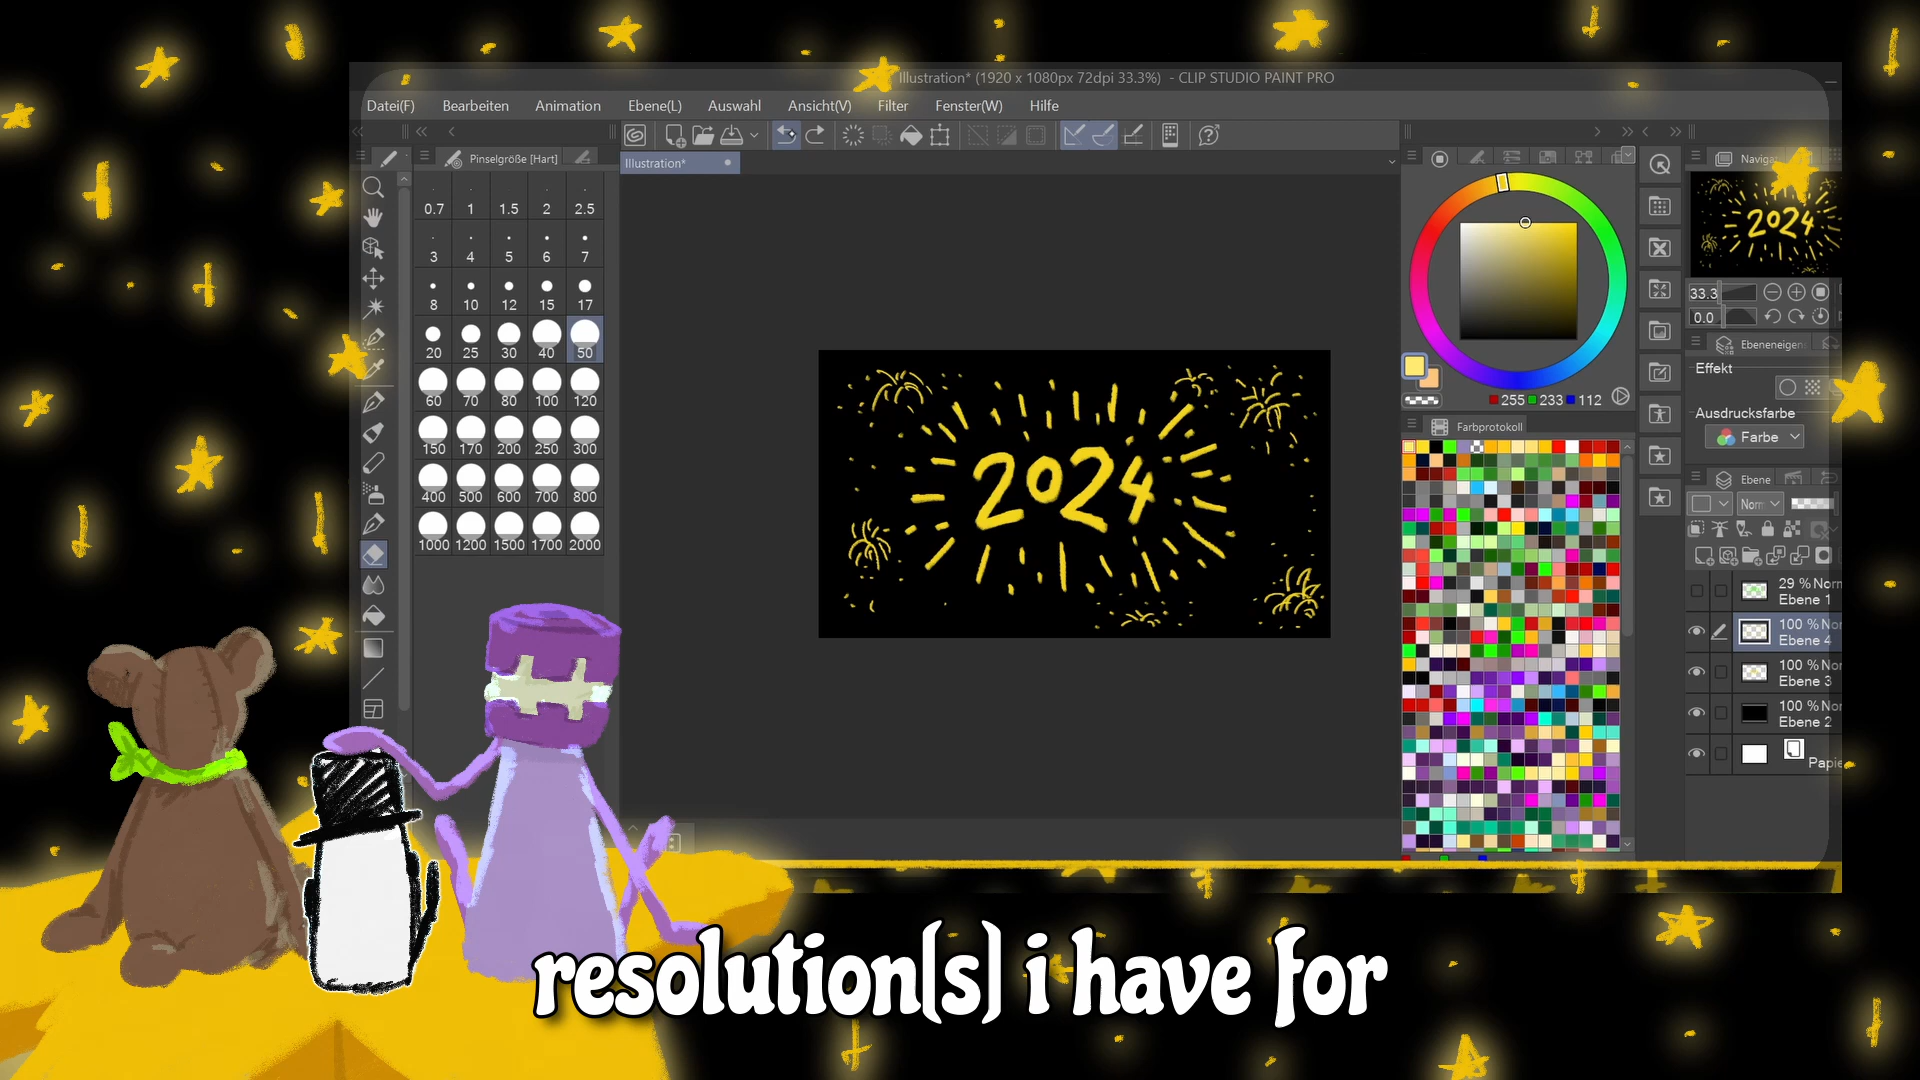 Illustration* (1920 x 1080px 72dpi 33.3%) - CLIP STUDIO PAINT PRO
Datei(F) Bearbeiten Animation Ebene(L) Auswahl Ansicht(V) Filter Fenster(W) Hilfe
Pinselgröße [Hart]
Illustration*
0.7 1 1.5 2 2.5
3 4 5 6 7
8 10 12 15 17
20 25 30 40 50
60 70 80 100 120
150 170 200 250 300
400 500 600 700 800
1000 1200 1500 1700 2000
2024
255 233 112
Farbprotokoll
2024
33.3
0.0
Effekt
Ausdrucksfarbe
Farbe
Ebene
29 %
Ebene 1
100 %
Ebene 4
100 %
Ebene 3
100 %
Ebene 2
resolution(s) i have for